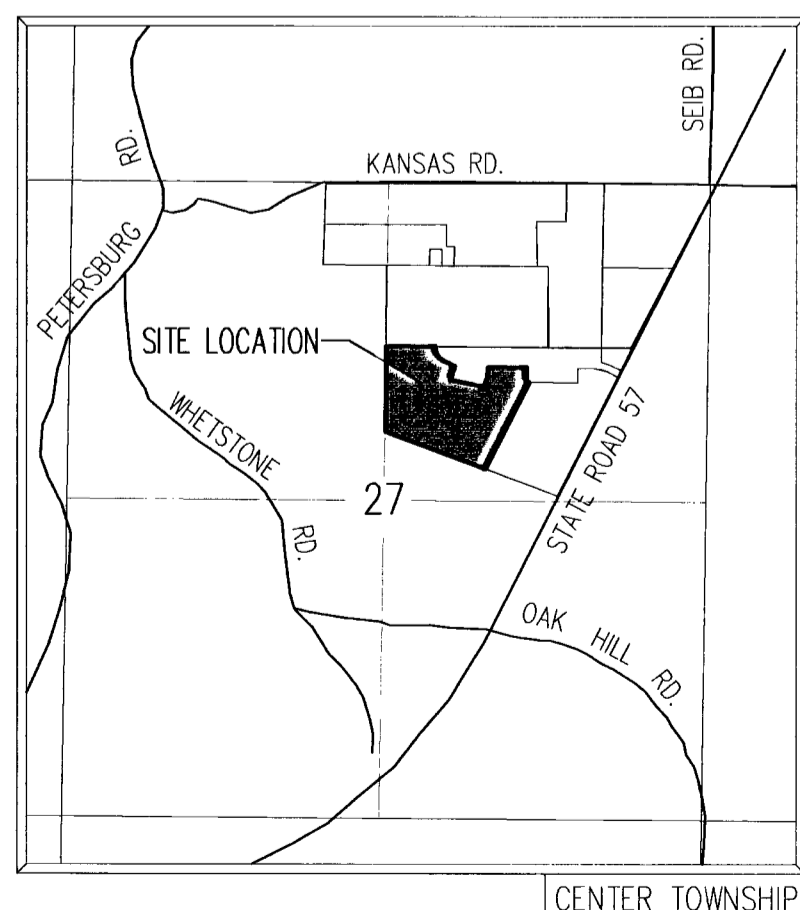 SEIB RD.
KANSAS RD.
PETERSBURG RD.
SITE LOCATION
WHETSTONE RD.
STATE ROAD 57
27
OAK HILL RD.
CENTER TOWNSHIP